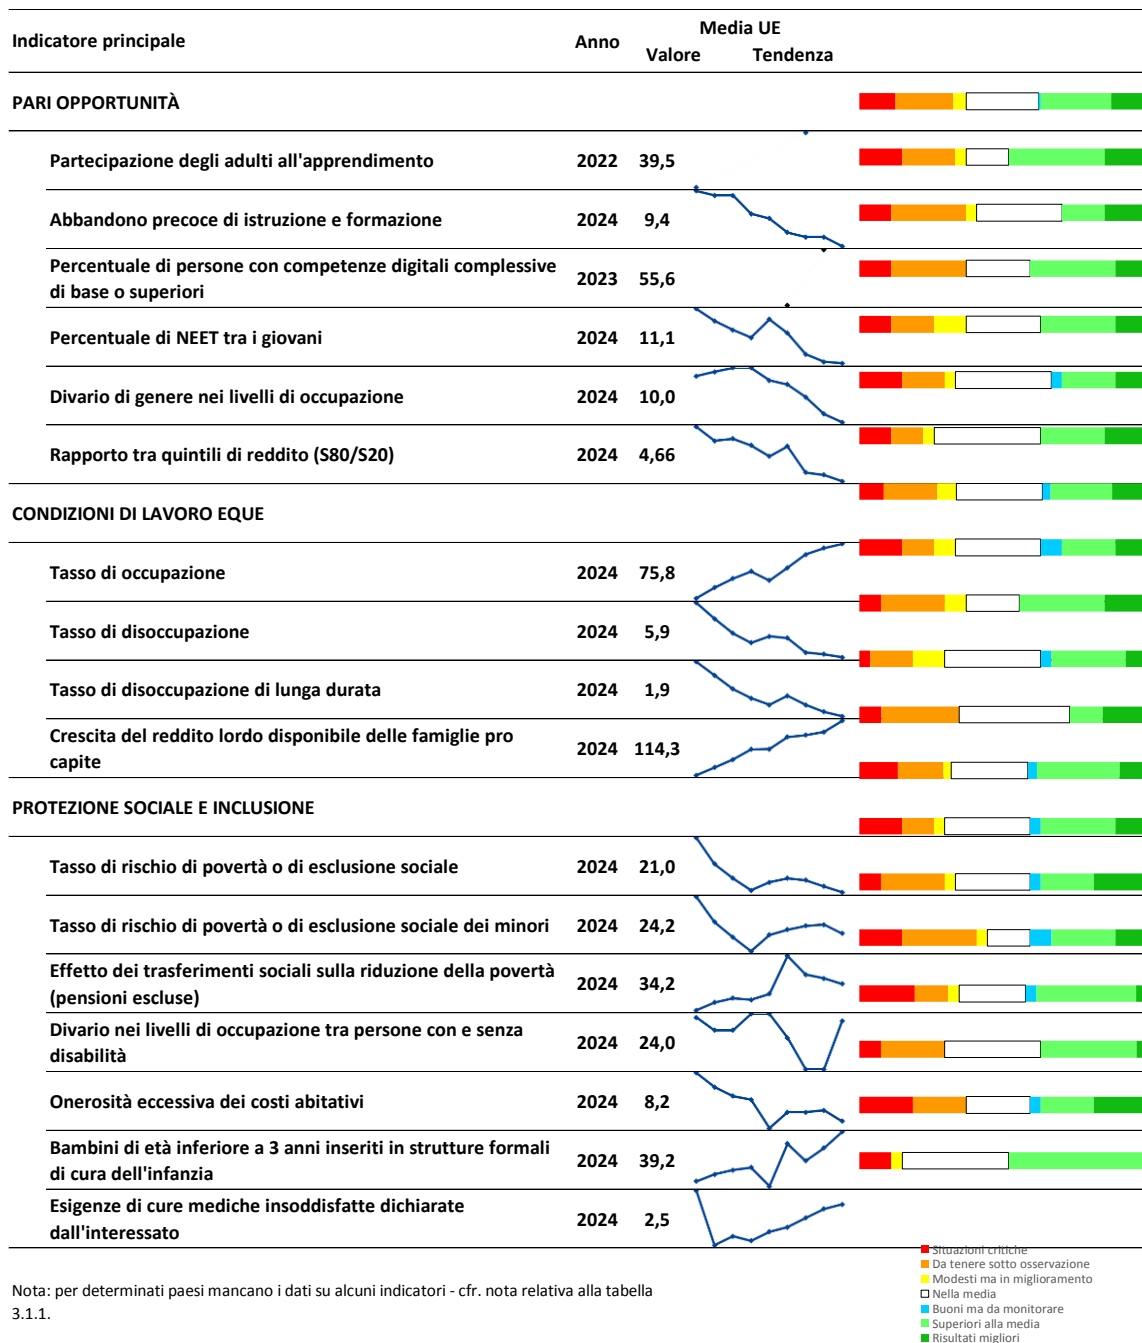 Indicatore principale Anno Media UE
Valore Tendenza
PARI OPPORTUNITÀ
Partecipazione degli adulti all'apprendimento 2022 39,5
Abbandono precoce di istruzione e formazione 2024 9,4
Percentuale di persone con competenze digitali complessive
di base o superiori 2023 55,6
Percentuale di NEET tra i giovani 2024 11,1
Divario di genere nei livelli di occupazione 2024 10,0
Rapporto tra quintili di reddito (S80/S20) 2024 4,66
CONDIZIONI DI LAVORO EQUE
Tasso di occupazione 2024 75,8
Tasso di disoccupazione 2024 5,9
Tasso di disoccupazione di lunga durata 2024 1,9
Crescita del reddito lordo disponibile delle famiglie pro
capite 2024 114,3
PROTEZIONE SOCIALE E INCLUSIONE
Tasso di rischio di povertà o di esclusione sociale 2024 21,0
Tasso di rischio di povertà o di esclusione sociale dei minori 2024 24,2
Effetto dei trasferimenti sociali sulla riduzione della povertà
(pensioni escluse) 2024 34,2
Divario nei livelli di occupazione tra persone con e senza
disabilità 2024 24,0
Onerosità eccessiva dei costi abitativi 2024 8,2
Bambini di età inferiore a 3 anni inseriti in strutture formali
di cura dell'infanzia 2024 39,2
Esigenze di cure mediche insoddisfatte dichiarate
dall'interessato 2024 2,5
Situazioni critiche
Da tenere sotto osservazione
Modesti ma in miglioramento
Nella media
Buoni ma da monitorare
Superiori alla media
Risultati migliori
Nota: per determinati paesi mancano i dati su alcuni indicatori - cfr. nota relativa alla tabella
3.1.1.